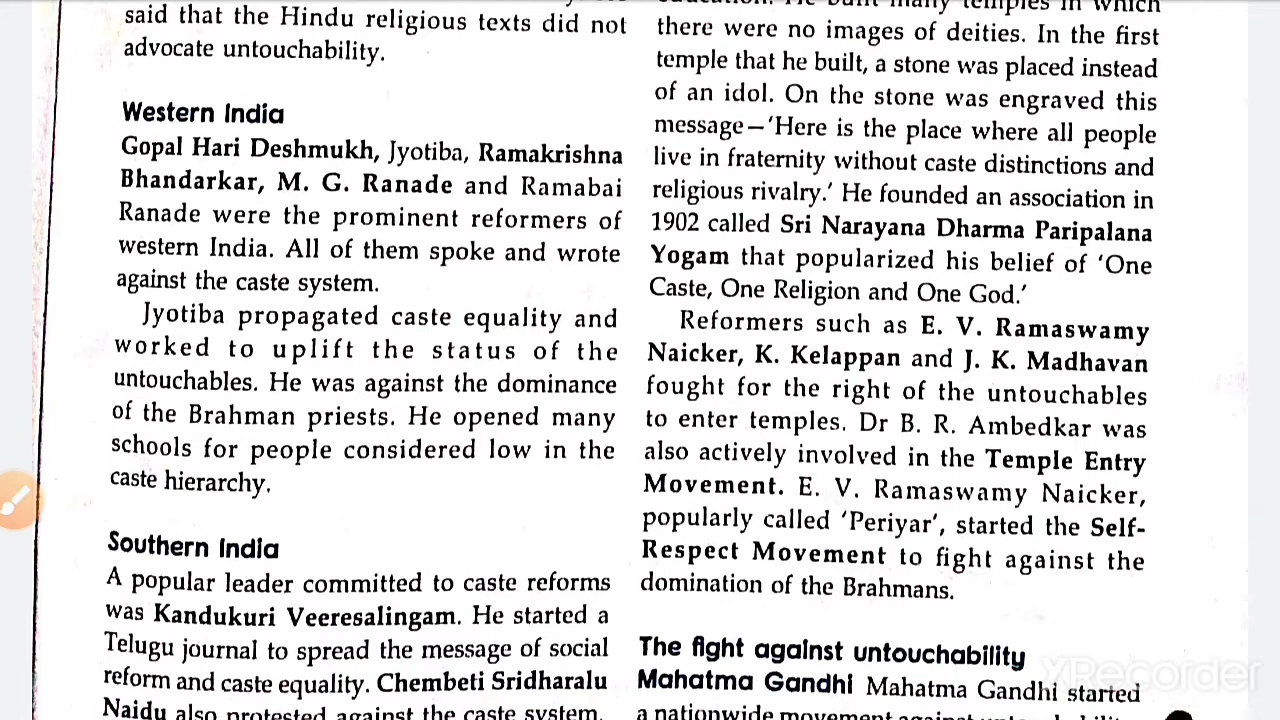 said that the Hindu religious texts did not
advocate untouchability.
Western India
Gopal Hari Deshmukh, Jyotiba, Ramakrishna
Bhandarkar, M. G. Ranade and Ramabai
Ranade were the prominent reformers of
western India. All of them spoke and wrote
against the caste system.
Jyotiba propagated caste equality and
worked to uplift the status of the
untouchables. He was against the dominance
of the Brahman priests. He opened many
schools for people considered low in the
caste hierarchy.
Southern India
A popular leader committed to caste reforms
was Kandukuri Veeresalingam. He started a
Telugu journal to spread the message of social
reform and caste equality. Chembeti Sridharalu
Naidu also protested against the caste system.
education. He built many temples in which
there were no images of deities. In the first
temple that he built, a stone was placed instead
of an idol. On the stone was engraved this
message—'Here is the place where all people
live in fraternity without caste distinctions and
religious rivalry.' He founded an association in
1902 called Sri Narayana Dharma Paripalana
Yogam that popularized his belief of 'One
Caste, One Religion and One God.'
Reformers such as E. V. Ramaswamy
Naicker, K. Kelappan and J. K. Madhavan
fought for the right of the untouchables
to enter temples. Dr B. R. Ambedkar was
also actively involved in the Temple Entry
Movement. E. V. Ramaswamy Naicker,
popularly called 'Periyar', started the Self-
Respect Movement to fight against the
domination of the Brahmans.
The fight against untouchability
Mahatma Gandhi Mahatma Gandhi started
a nationwide movement against
XRecorder